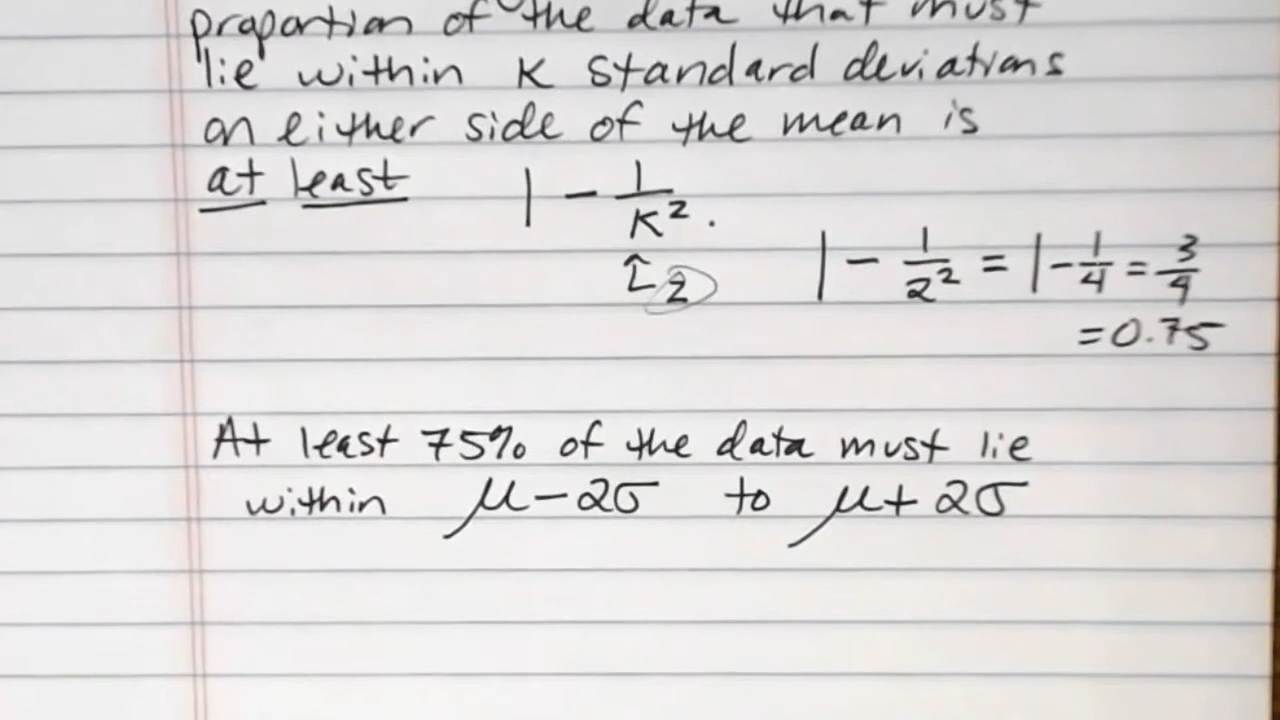 proportion of the data that must
lie within K standard deviations
on either side of the mean is
at least 1 - 1/K².
↑ 2
1 - 1/2² = 1 - 1/4 = 3/4
= 0.75
At least 75% of the data must lie
within μ - 2σ to μ + 2σ